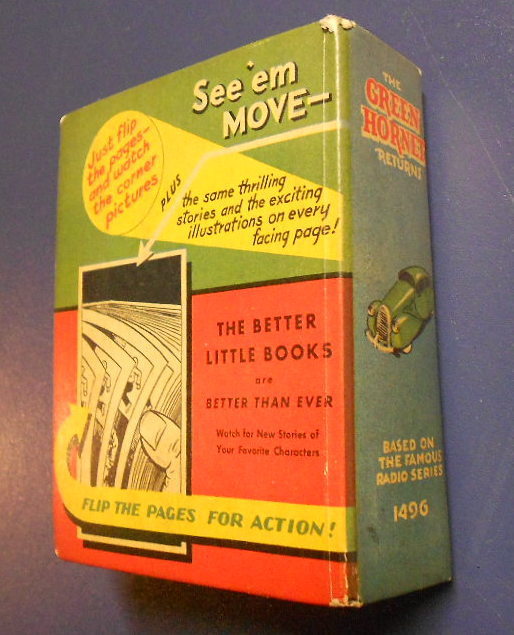 See 'em
MOVE—
Just flip
the pages—
and watch
the corner
pictures
PLUS
the same thrilling
stories and the exciting
illustrations on every
facing page!
THE BETTER
LITTLE BOOKS
are
BETTER THAN EVER
Watch for New Stories of
Your Favorite Characters
FLIP THE PAGES FOR ACTION!
THE
GREEN
HORNET
RETURNS
BASED ON
THE FAMOUS
RADIO SERIES
1496